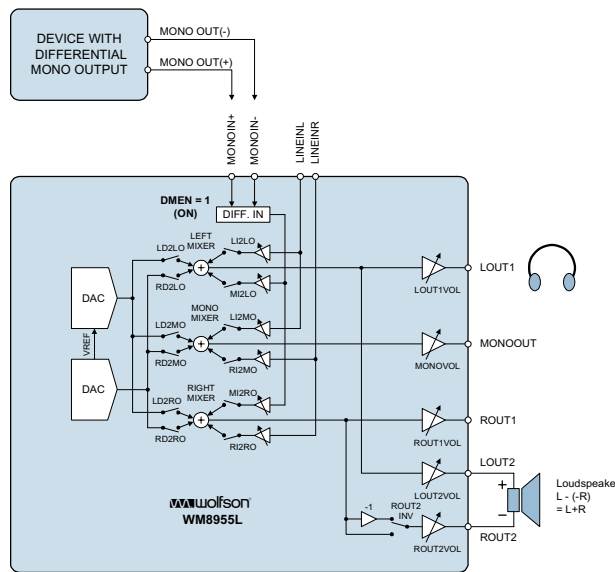 DEVICE WITH
DIFFERENTIAL
MONO OUTPUT
MONO OUT(-)
MONO OUT(+)
MONOIN+
MONOIN-
LINEINL
LINEINR
DMEN = 1
(ON)
DIFF. IN
LEFT
MIXER
LD2LO
RD2LO
LI2LO
MI2LO
LOUT1VOL
LOUT1
DAC
VREF
DAC
MONO
MIXER
LD2MO
RD2MO
LI2MO
RI2MO
MONOVOL
MONOOUT
RIGHT
MIXER
LD2RO
RD2RO
MI2RO
RI2RO
ROUT1VOL
ROUT1
LOUT2VOL
LOUT2
-1
ROUT2
INV
ROUT2VOL
ROUT2
+
−
Loudspeake
L - (-R)
= L+R
wolfson
WM8955L